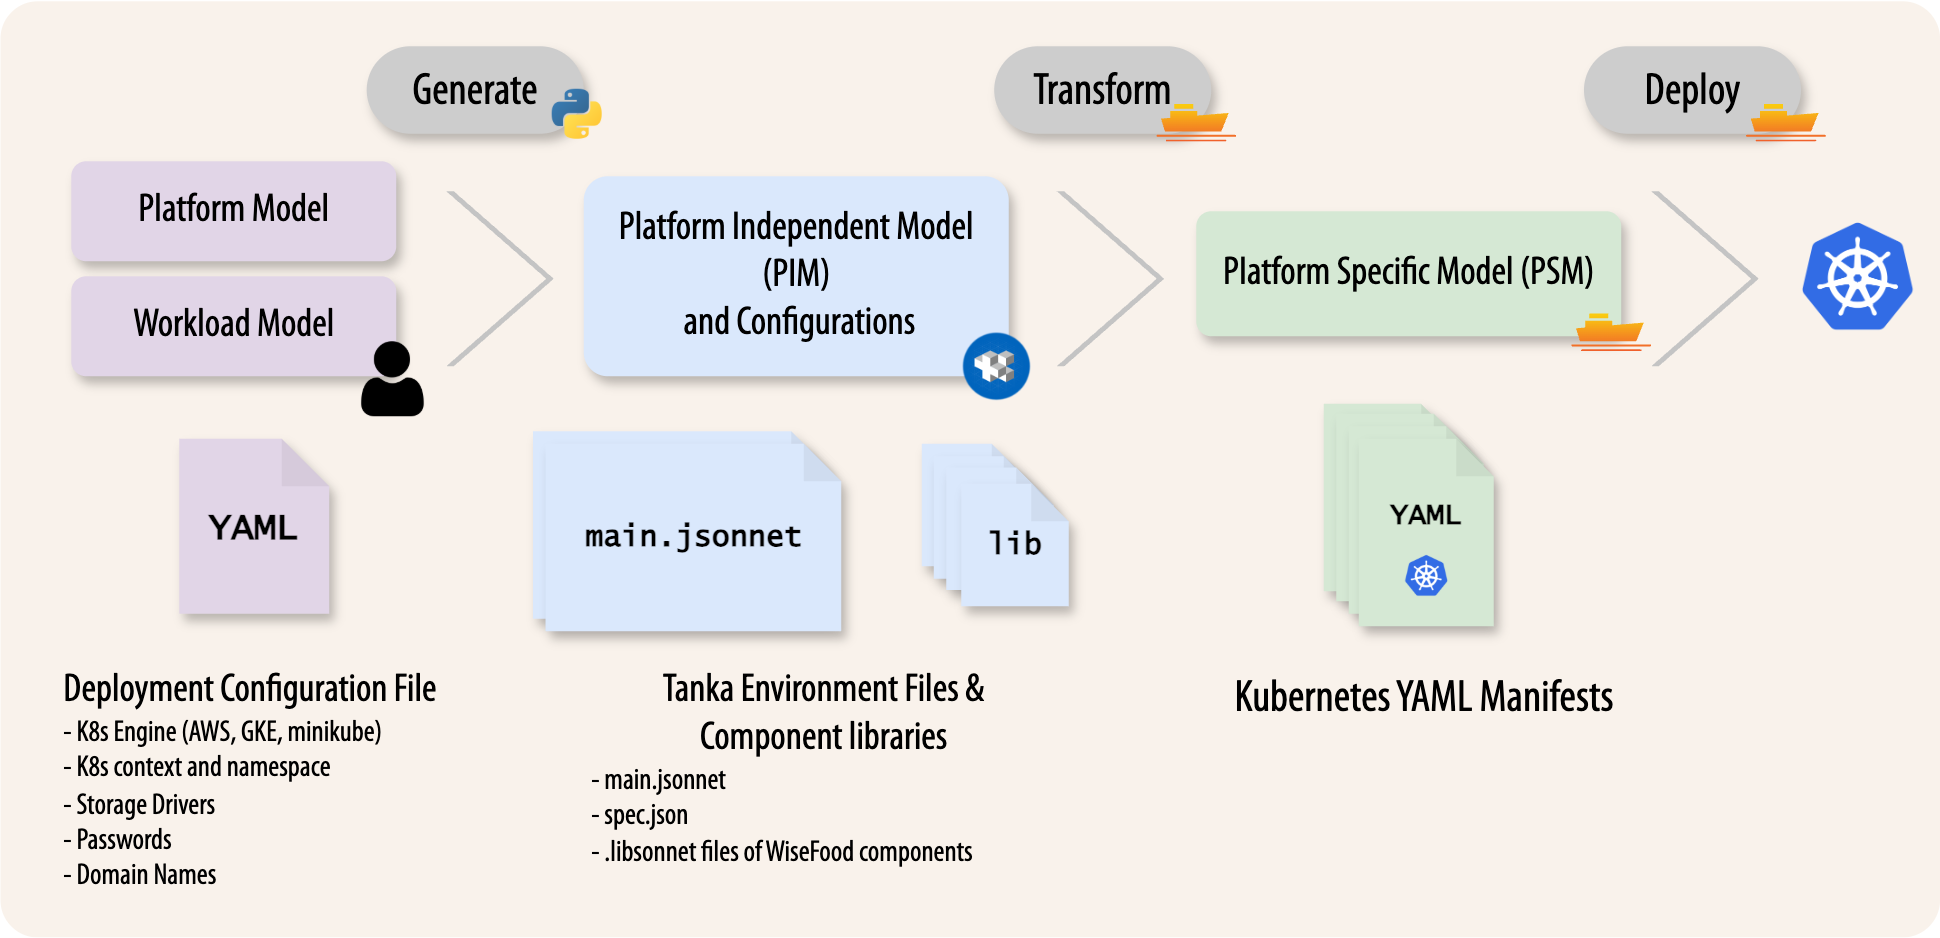 Generate
Transform
Deploy
Platform Model
Workload Model
Platform Independent Model
(PIM)
and Configurations
Platform Specific Model (PSM)
YAML
main.jsonnet
lib
YAML
Deployment Configuration File
- K8s Engine (AWS, GKE, minikube)
- K8s context and namespace
- Storage Drivers
- Passwords
- Domain Names
Tanka Environment Files &
Component libraries
- main.jsonnet
- spec.json
- .libsonnet files of WiseFood components
Kubernetes YAML Manifests